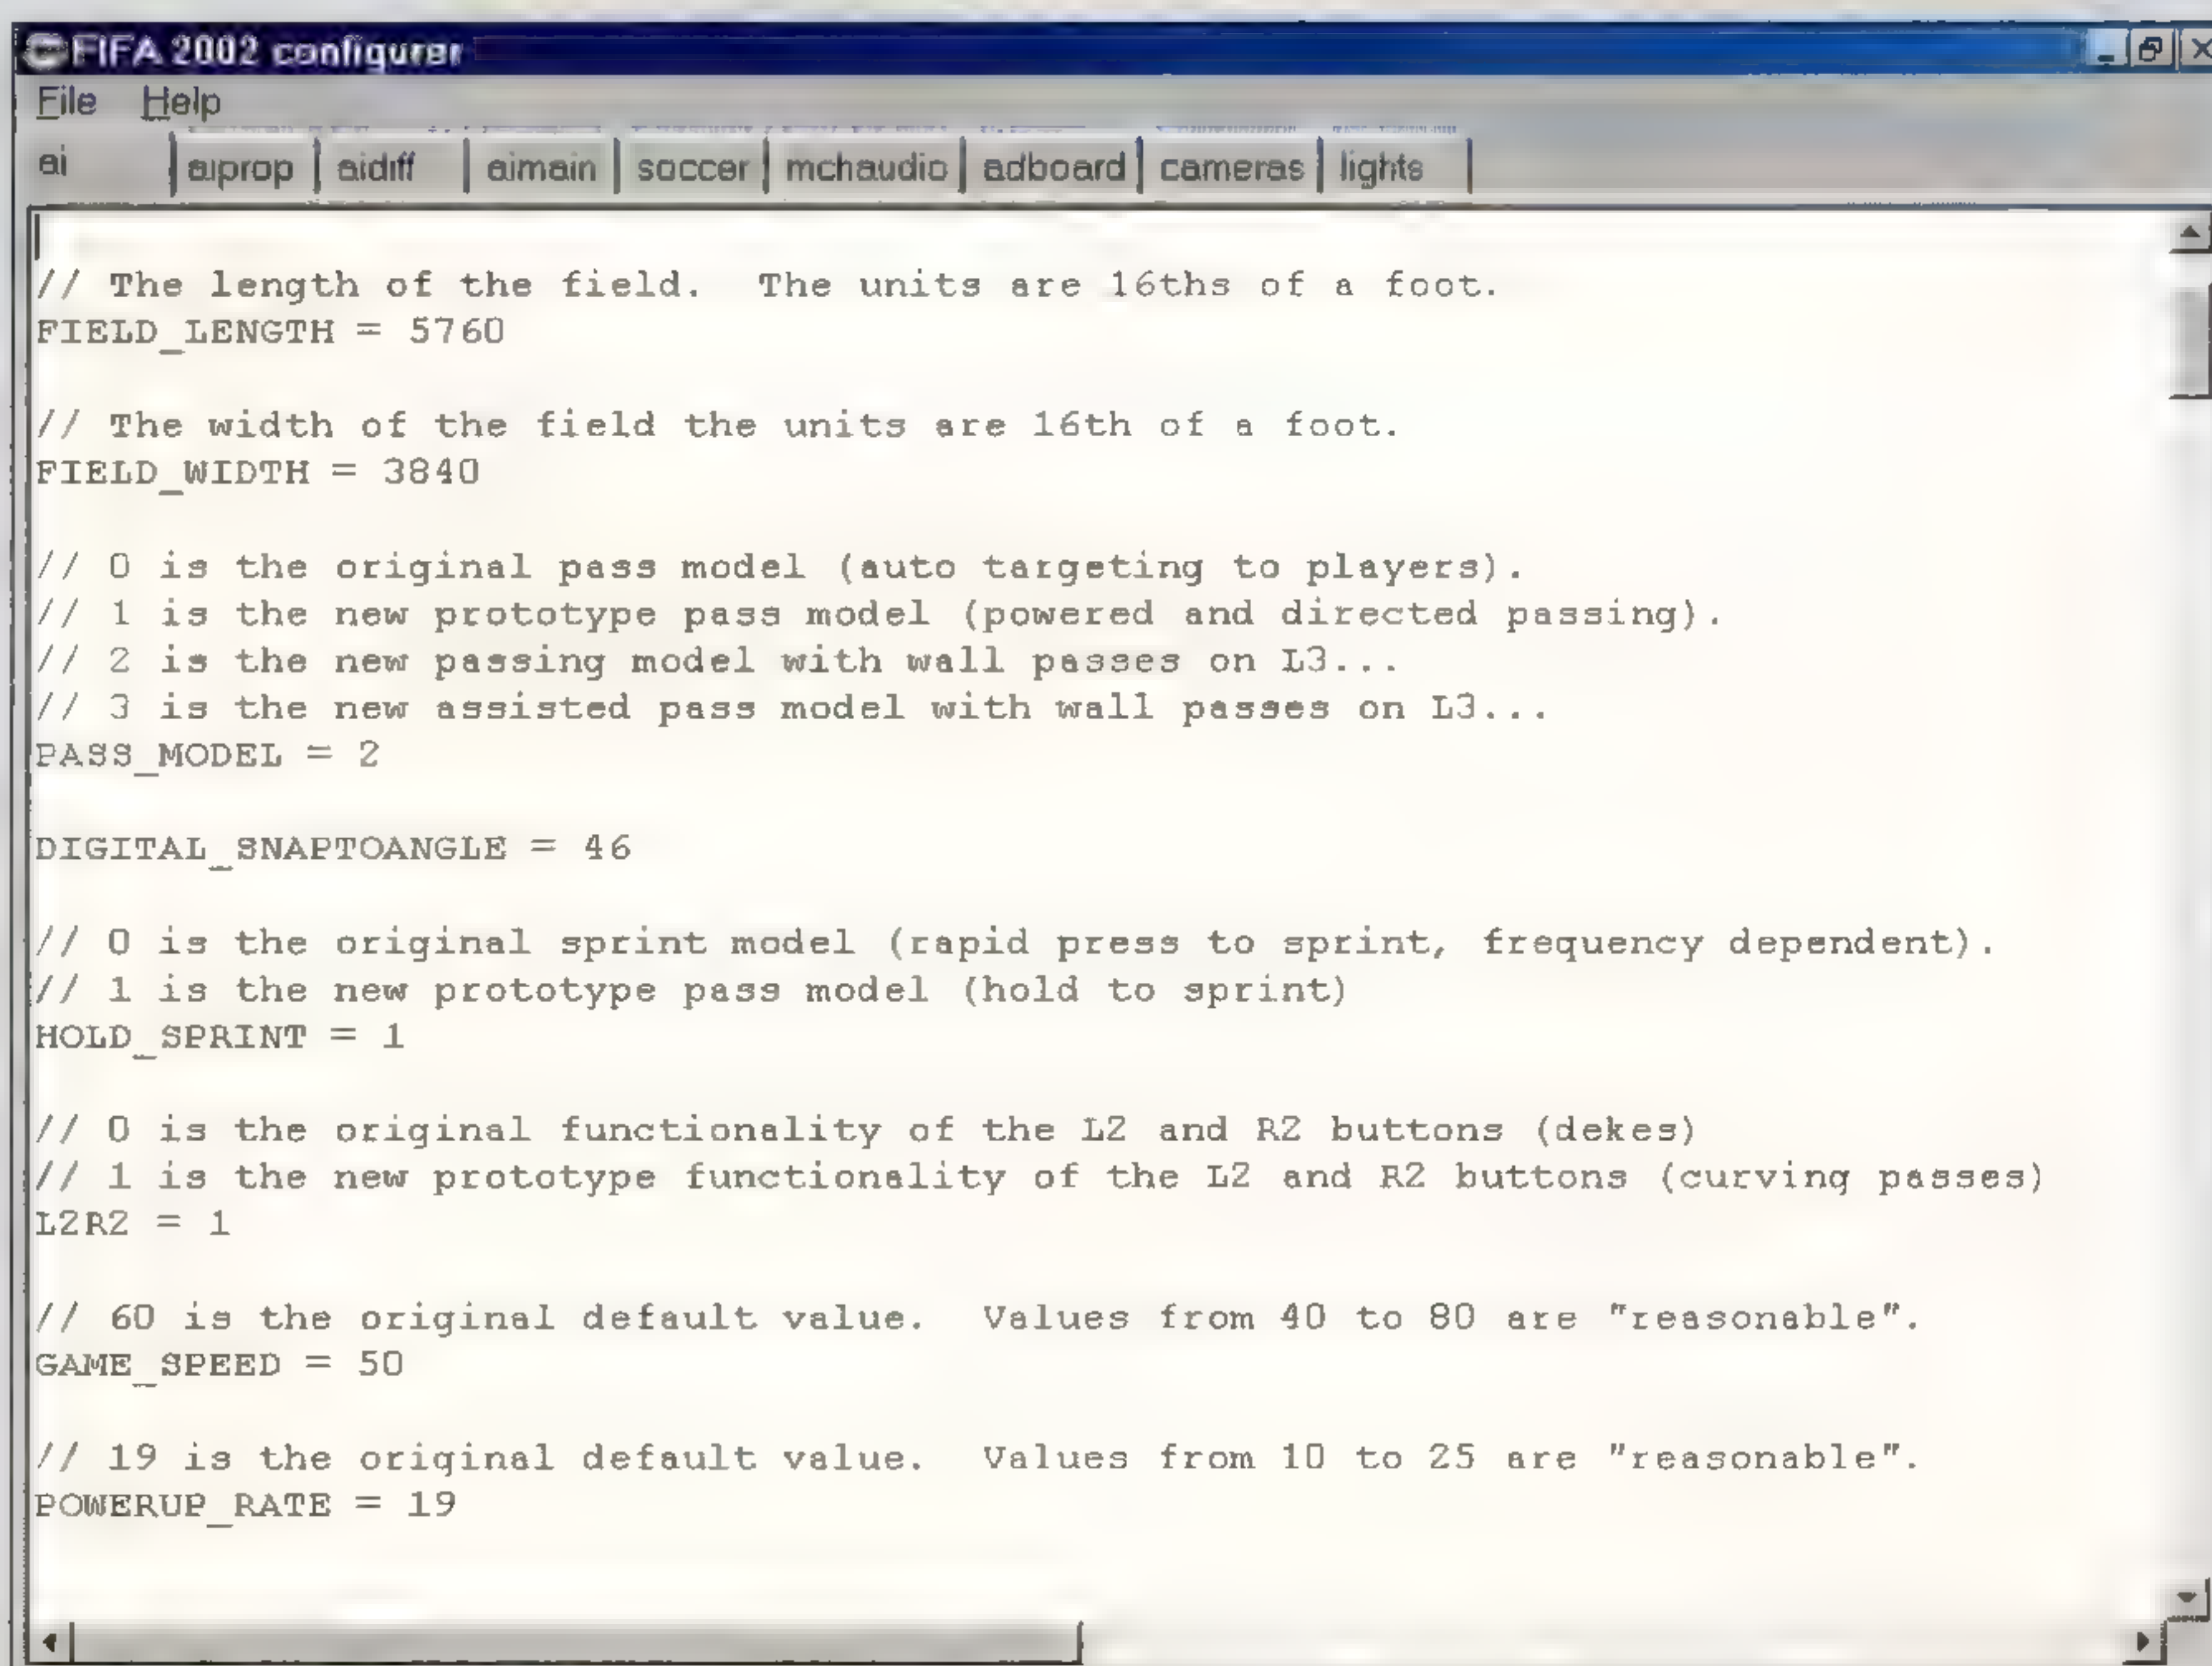 FIFA 2002 configurer
File Help
ai aiprop aidiff aimain soccer mchaudio adboard cameras lights
// The length of the field.  The units are 16ths of a foot.
FIELD_LENGTH = 5760
// The width of the field the units are 16th of a foot.
FIELD_WIDTH = 3840
// 0 is the original pass model (auto targeting to players).
// 1 is the new prototype pass model (powered and directed passing).
// 2 is the new passing model with wall passes on L3...
// 3 is the new assisted pass model with wall passes on L3...
PASS_MODEL = 2
DIGITAL_SNAPTOANGLE = 46
// 0 is the original sprint model (rapid press to sprint, frequency dependent).
// 1 is the new prototype pass model (hold to sprint)
HOLD_SPRINT = 1
// 0 is the original functionality of the L2 and R2 buttons (dekes)
// 1 is the new prototype functionality of the L2 and R2 buttons (curving passes)
L2R2 = 1
// 60 is the original default value.  Values from 40 to 80 are "reasonable".
GAME_SPEED = 50
// 19 is the original default value.  Values from 10 to 25 are "reasonable".
POWERUP_RATE = 19